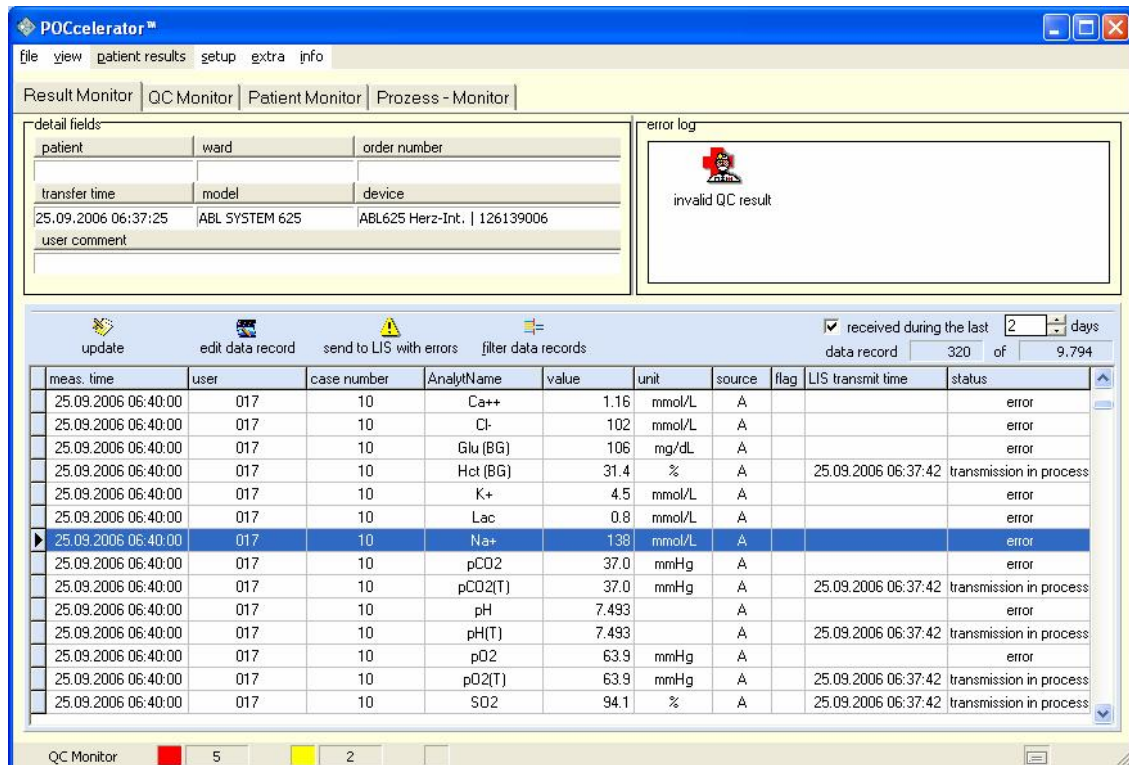 POCcelerator™
file view patient results setup extra info
Result Monitor QC Monitor Patient Monitor Prozess - Monitor
detail fields error log
patient ward order number
transfer time model device
25.09.2006 06:37:25 ABL SYSTEM 625 ABL625 Herz-Int. | 126139006
user comment
invalid QC result
update edit data record send to LIS with errors filter data records
received during the last 2 days
data record 320 of 9.794
meas. time user case number AnalytName value unit source flag LIS transmit time status
25.09.2006 06:40:00 017 10 Ca++ 1.16 mmol/L A error
25.09.2006 06:40:00 017 10 Cl- 102 mmol/L A error
25.09.2006 06:40:00 017 10 Glu (BG) 106 mg/dL A error
25.09.2006 06:40:00 017 10 Hct (BG) 31.4 % A 25.09.2006 06:37:42 transmission in process
25.09.2006 06:40:00 017 10 K+ 4.5 mmol/L A error
25.09.2006 06:40:00 017 10 Lac 0.8 mmol/L A error
25.09.2006 06:40:00 017 10 Na+ 138 mmol/L A error
25.09.2006 06:40:00 017 10 pCO2 37.0 mmHg A error
25.09.2006 06:40:00 017 10 pCO2(T) 37.0 mmHg A 25.09.2006 06:37:42 transmission in process
25.09.2006 06:40:00 017 10 pH 7.493 A error
25.09.2006 06:40:00 017 10 pH(T) 7.493 A 25.09.2006 06:37:42 transmission in process
25.09.2006 06:40:00 017 10 pO2 63.9 mmHg A error
25.09.2006 06:40:00 017 10 pO2(T) 63.9 mmHg A 25.09.2006 06:37:42 transmission in process
25.09.2006 06:40:00 017 10 SO2 94.1 % A 25.09.2006 06:37:42 transmission in process
QC Monitor 5 2